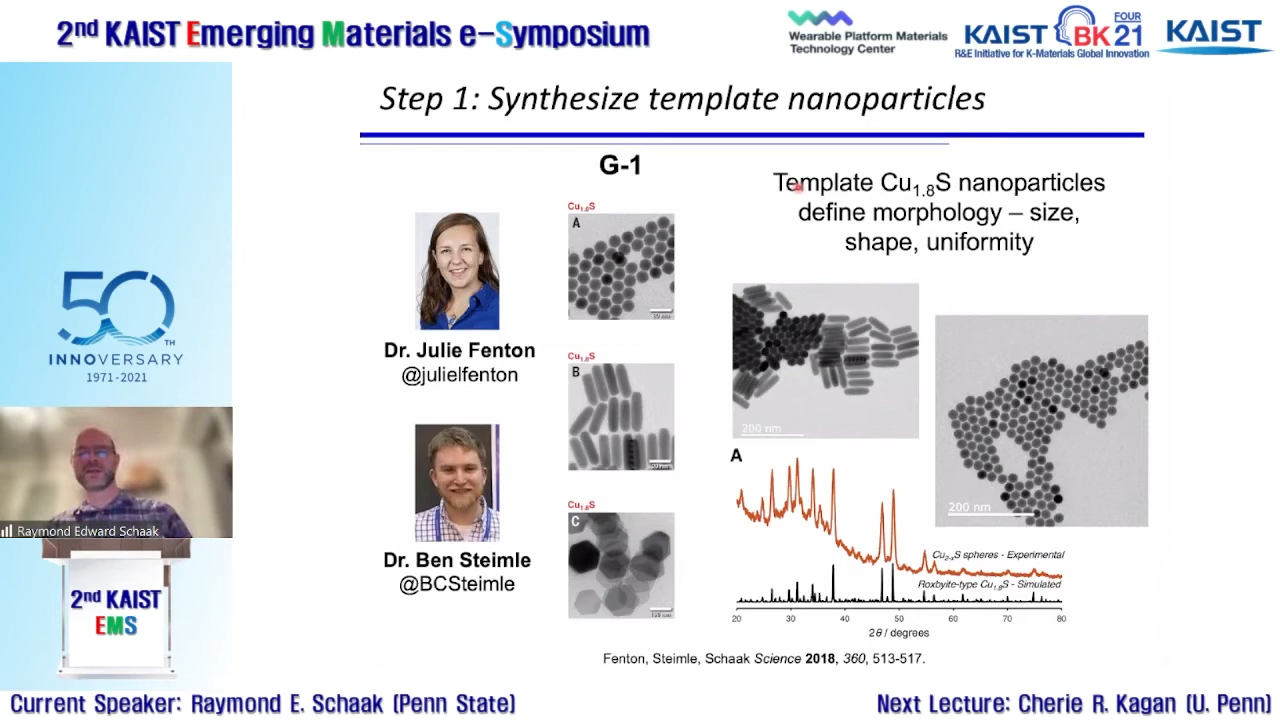 2nd KAIST Emerging Materials e-Symposium
Wearable Platform Materials
Technology Center
KAIST BK21 FOUR
R&E Initiative for K-Materials Global Innovation
KAIST
Step 1: Synthesize template nanoparticles
G-1
Template Cu1.8S nanoparticles
define morphology – size,
shape, uniformity
Cu1.8S
A
Dr. Julie Fenton
@julielfenton
Cu1.8S
B
Dr. Ben Steimle
@BCSteimle
Cu1.8S
C
200 nm
200 nm
A
Cu2-xS spheres - Experimental
Roxbyite-type Cu1.8S - Simulated
20 30 40 50 60 70 80
2θ / degrees
Fenton, Steimle, Schaak Science 2018, 360, 513-517.
50TH
INNOVERSARY
1971-2021
Raymond Edward Schaak
2nd KAIST
EMS
Current Speaker: Raymond E. Schaak (Penn State)
Next Lecture: Cherie R. Kagan (U. Penn)